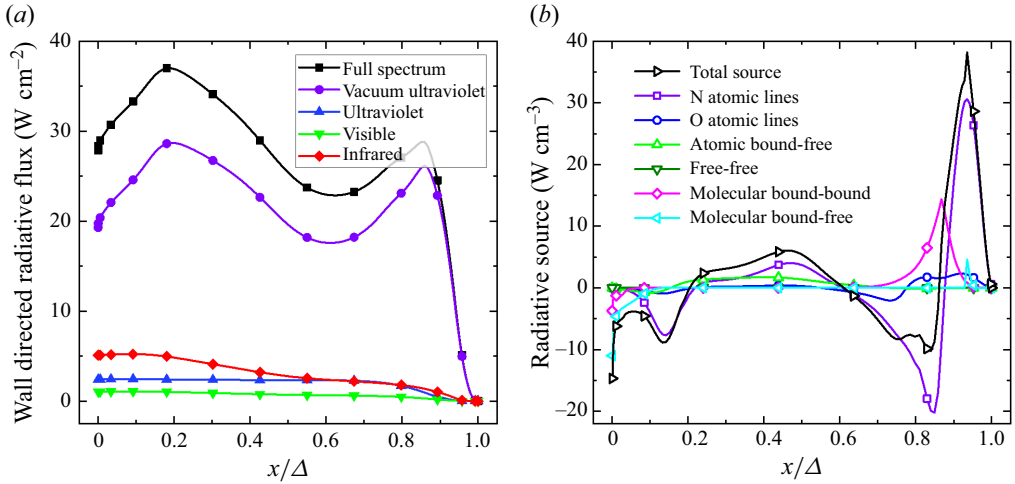 (a)
Wall directed radiative flux (W cm⁻²)
40
30
20
10
0
0
0.2
0.4
0.6
0.8
1.0
x/Δ
Full spectrum
Vacuum ultraviolet
Ultraviolet
Visible
Infrared
(b)
Radiative source (W cm⁻³)
40
30
20
10
0
−10
−20
0
0.2
0.4
0.6
0.8
1.0
x/Δ
Total source
N atomic lines
O atomic lines
Atomic bound-free
Free-free
Molecular bound-bound
Molecular bound-free